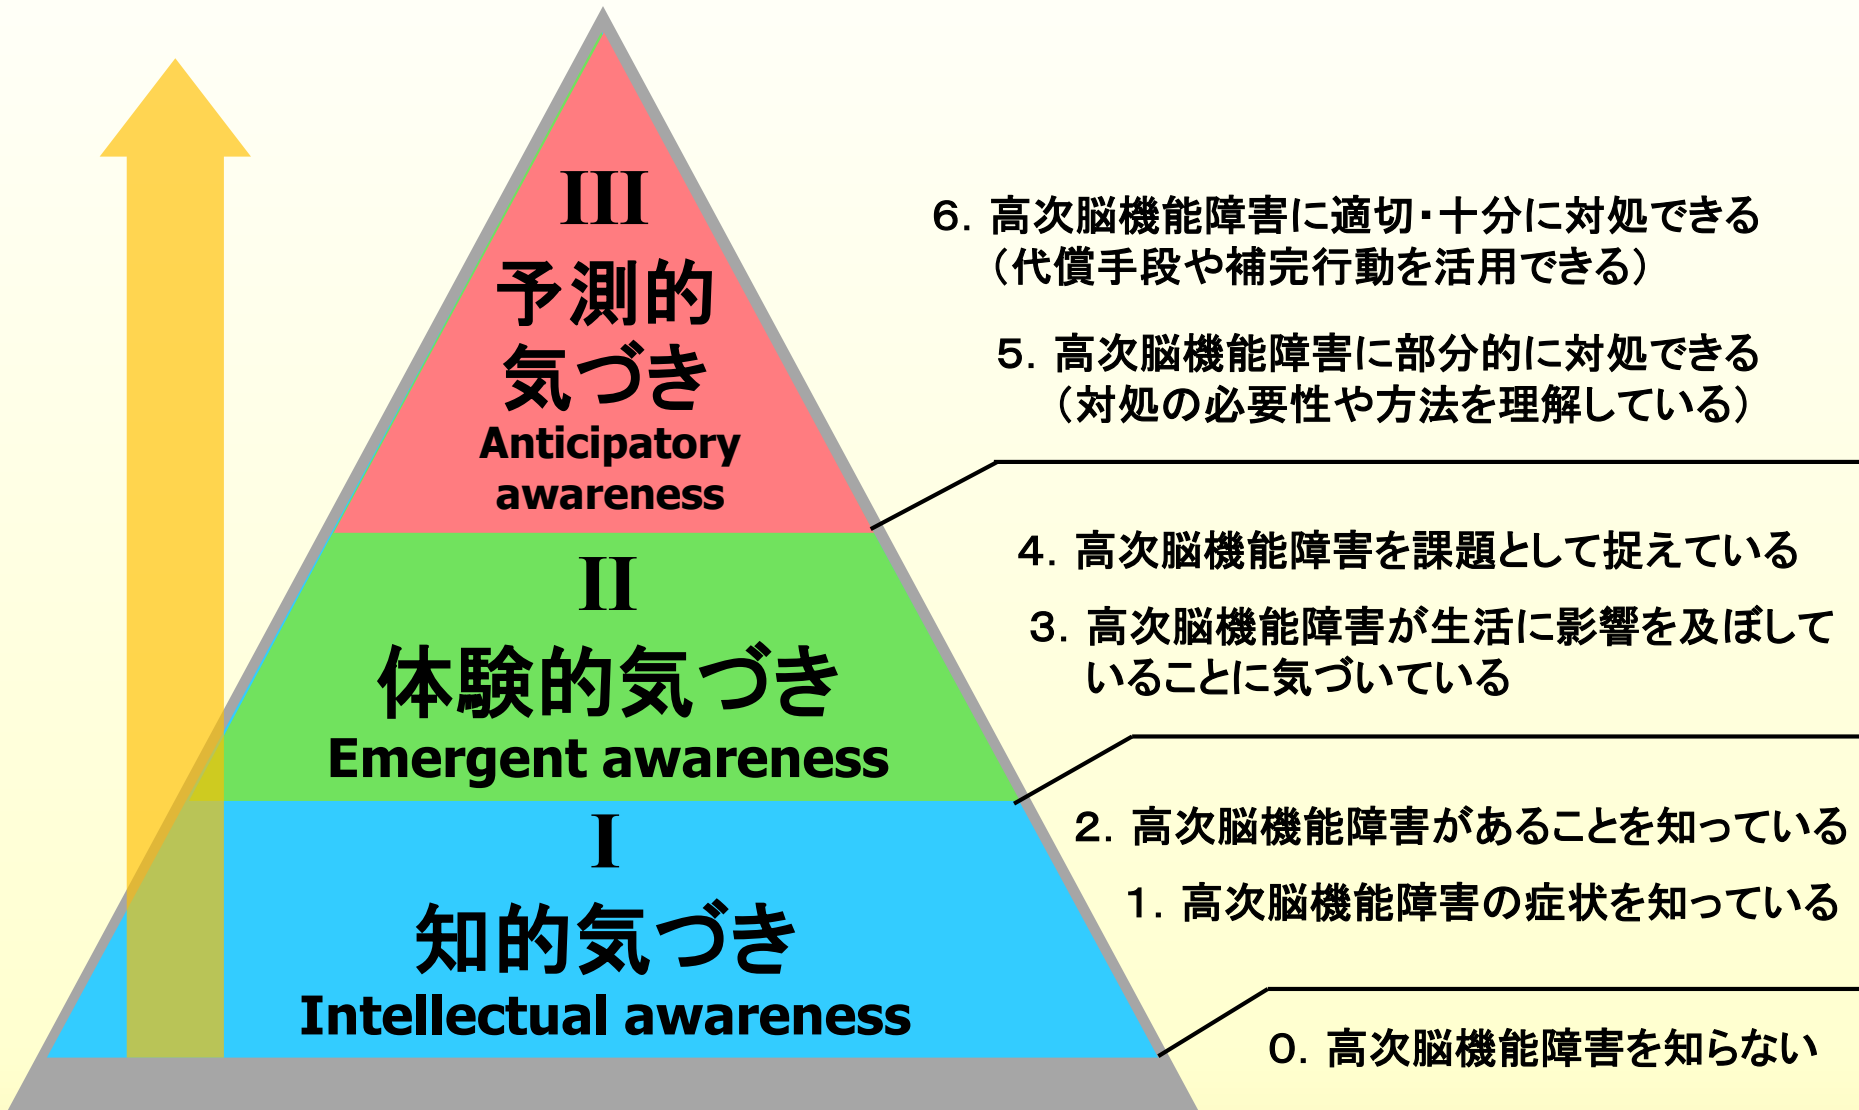 III
予測的
気づき
Anticipatory
awareness
6. 高次脳機能障害に適切・十分に対処できる
（代償手段や補完行動を活用できる）
5. 高次脳機能障害に部分的に対処できる
（対処の必要性や方法を理解している）
II
体験的気づき
Emergent awareness
4. 高次脳機能障害を課題として捉えている
3. 高次脳機能障害が生活に影響を及ぼして
いることに気づいている
I
知的気づき
Intellectual awareness
2. 高次脳機能障害があることを知っている
1. 高次脳機能障害の症状を知っている
0. 高次脳機能障害を知らない